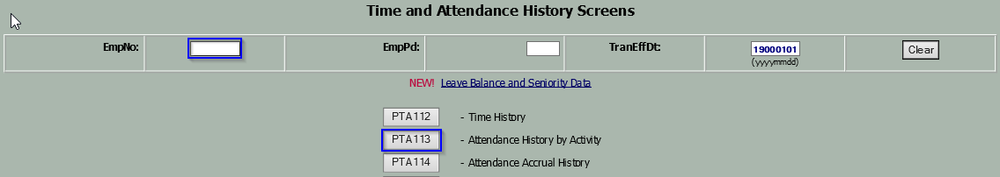 Time and Attendance History Screens
EmpNo: EmpPd: TranEffDt: 19000101 Clear
(yyyymmdd)
NEW! Leave Balance and Seniority Data
PTA112 - Time History
PTA113 - Attendance History by Activity
PTA114 - Attendance Accrual History